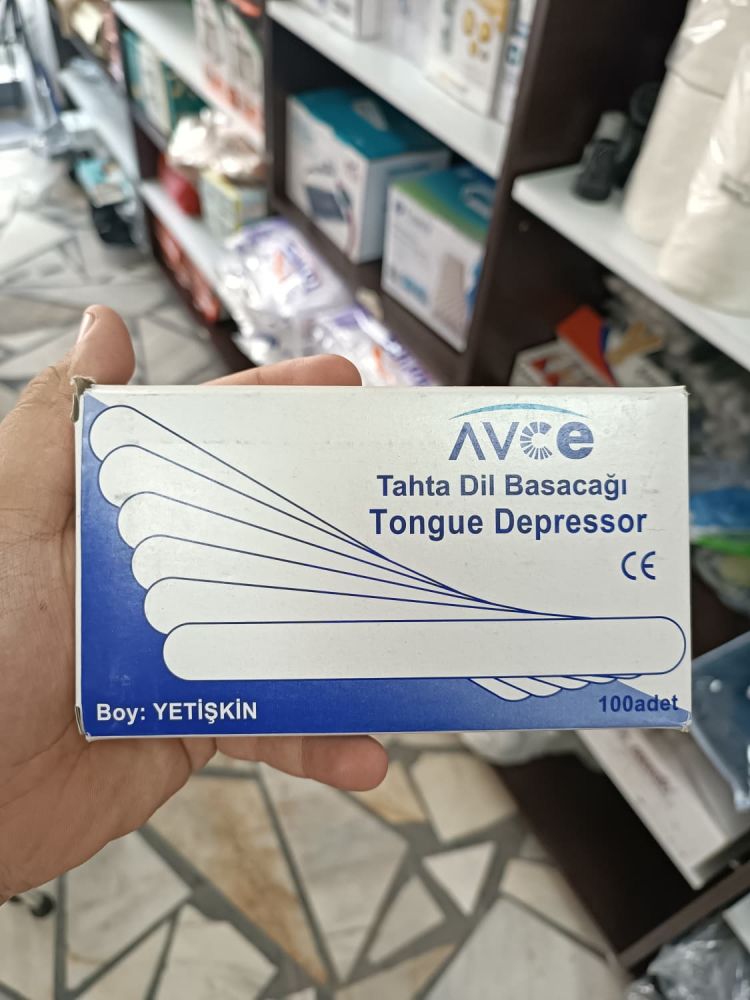 AVCE
Tahta Dil Basacağı
Tongue Depressor
CE
Boy: YETİŞKİN
100adet